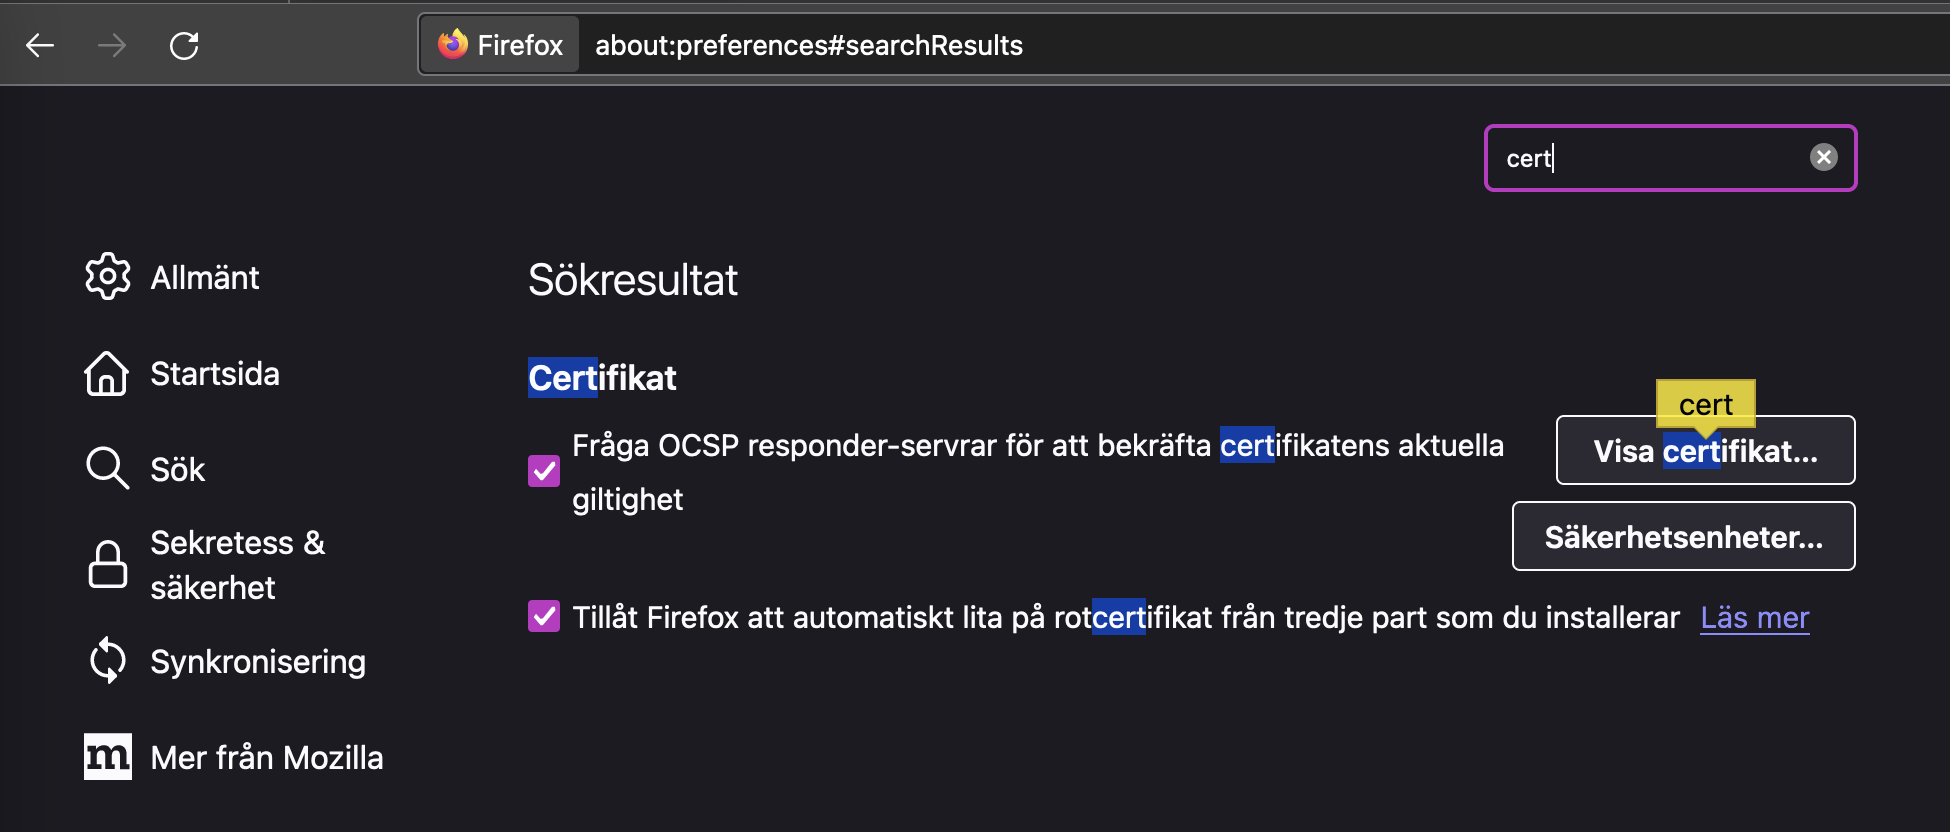 Firefox about:preferences#searchResults
cert
Allmänt
Startsida
Sök
Sekretess &
säkerhet
Synkronisering
m Mer från Mozilla
Sökresultat
Certifikat
Fråga OCSP responder-servrar för att bekräfta certifikatens aktuella
giltighet
cert
Visa certifikat...
Säkerhetsenheter...
Tillåt Firefox att automatiskt lita på rotcertifikat från tredje part som du installerar Läs mer